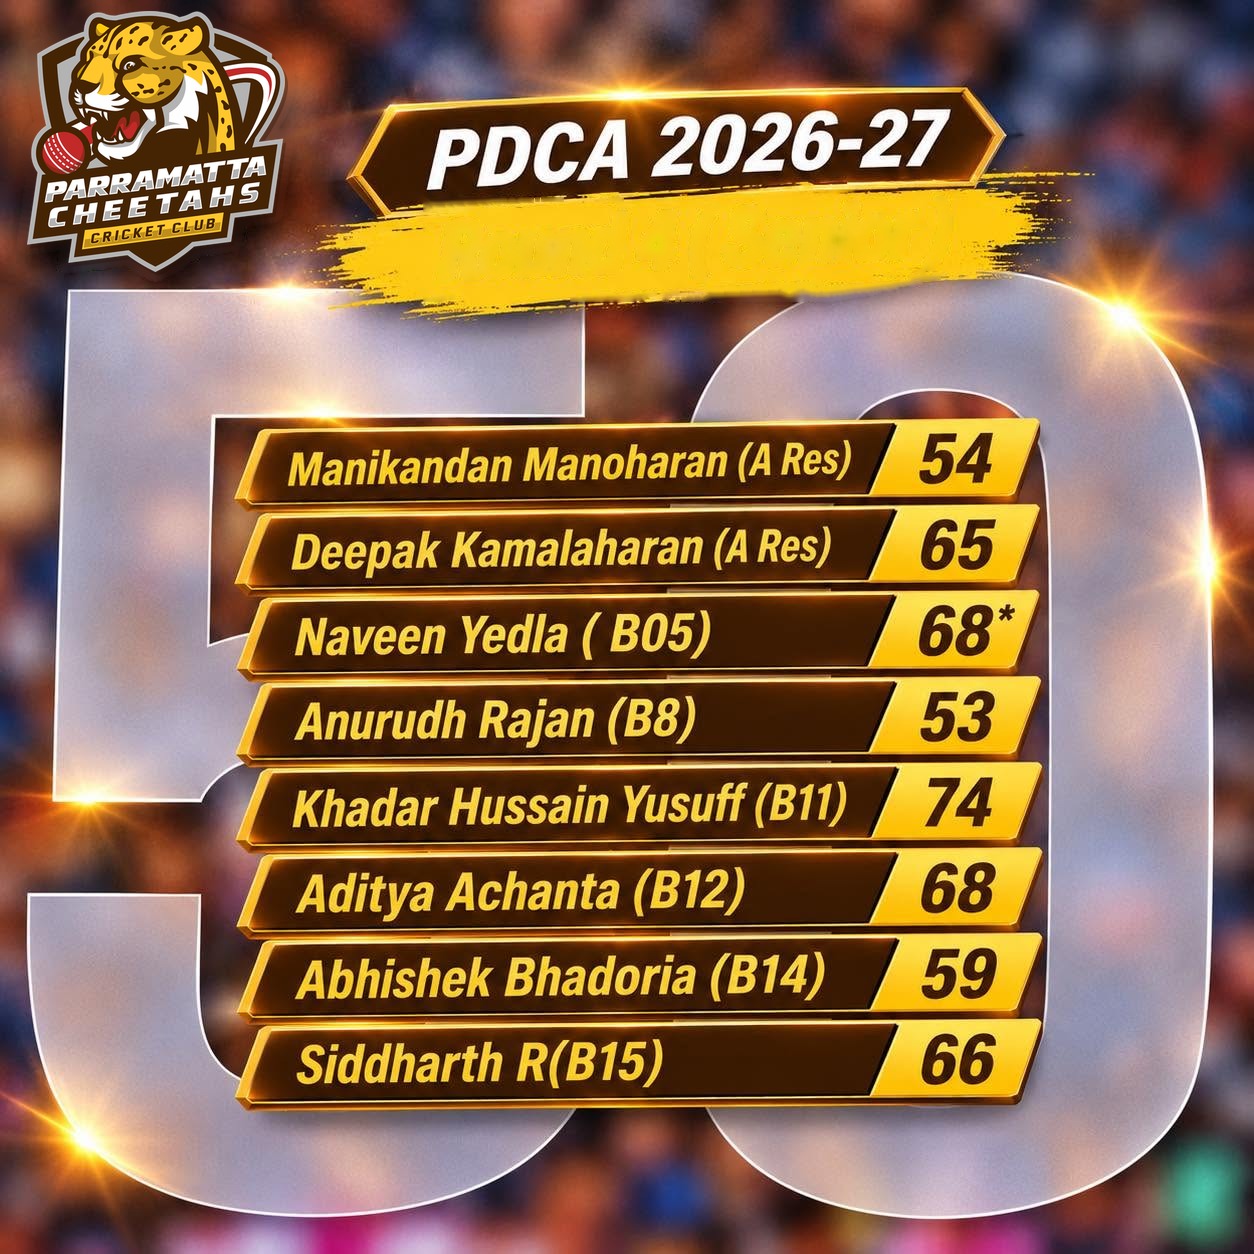 PARRAMATTA
CHEETAHS
CRICKET CLUB
PDCA 2026-27
Manikandan Manoharan (A Res) 54
Deepak Kamalaharan (A Res) 65
Naveen Yedla ( B05) 68*
Anurudh Rajan (B8) 53
Khadar Hussain Yusuff (B11) 74
Aditya Achanta (B12) 68
Abhishek Bhadoria (B14) 59
Siddharth R(B15) 66
50